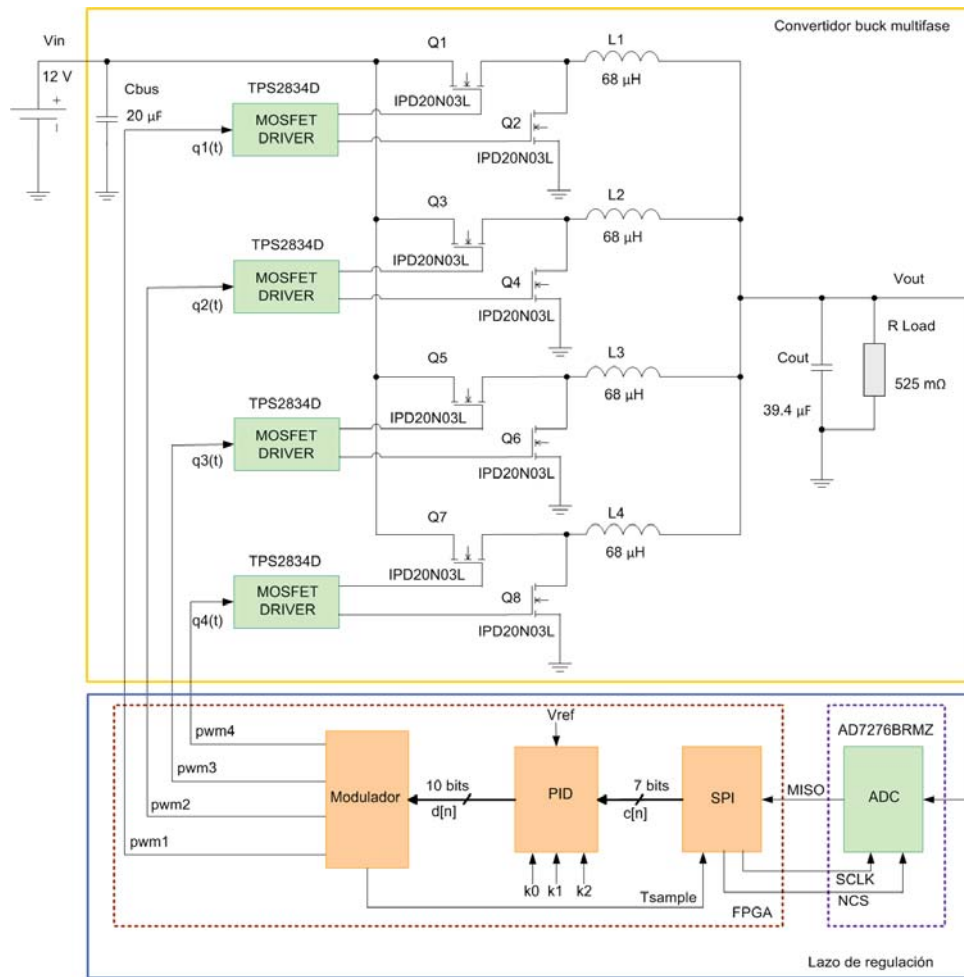 Convertidor buck multifase
Vin
12 V
+
−
Cbus
20 µF
Q1
L1
68 µH
TPS2834D
MOSFET
DRIVER
IPD20N03L
q1(t)
Q2
IPD20N03L
Q3
L2
68 µH
TPS2834D
MOSFET
DRIVER
IPD20N03L
q2(t)
Q4
IPD20N03L
Vout
R Load
525 mΩ
Cout
39.4 µF
Q5
L3
68 µH
TPS2834D
MOSFET
DRIVER
IPD20N03L
q3(t)
Q6
IPD20N03L
Q7
L4
68 µH
TPS2834D
MOSFET
DRIVER
IPD20N03L
q4(t)
Q8
IPD20N03L
Vref
AD7276BRMZ
pwm4
pwm3
pwm2
pwm1
Modulador
10 bits
d[n]
PID
7 bits
c[n]
SPI
MISO
ADC
k0
k1
k2
Tsample
SCLK
NCS
FPGA
Lazo de regulación